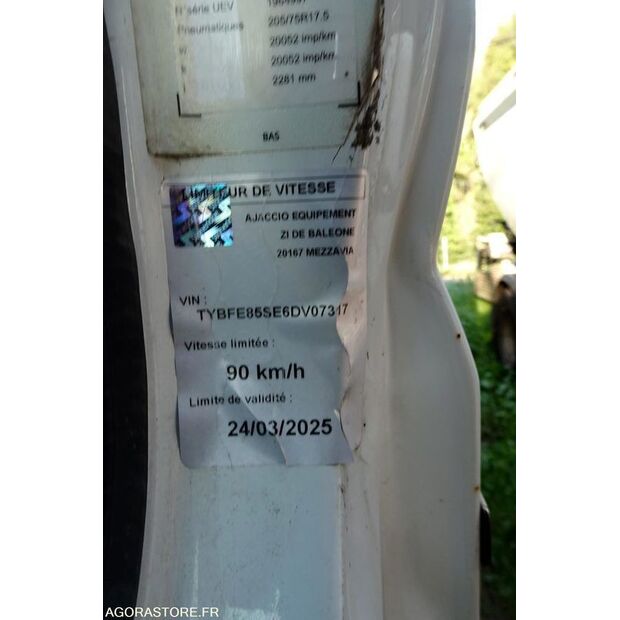 N°série UEV
Pneumatiques 205/75R17.5
w 20052 imp/km
20052 imp/km
2281 mm
BAS
LIMITEUR DE VITESSE
AJACCIO EQUIPEMENT
ZI DE BALEONE
20167 MEZZAVIA
VIN :
TYBFE85SE6DV07317
Vitesse limitée :
90 km/h
Limite de validité :
24/03/2025
AGORASTORE.FR